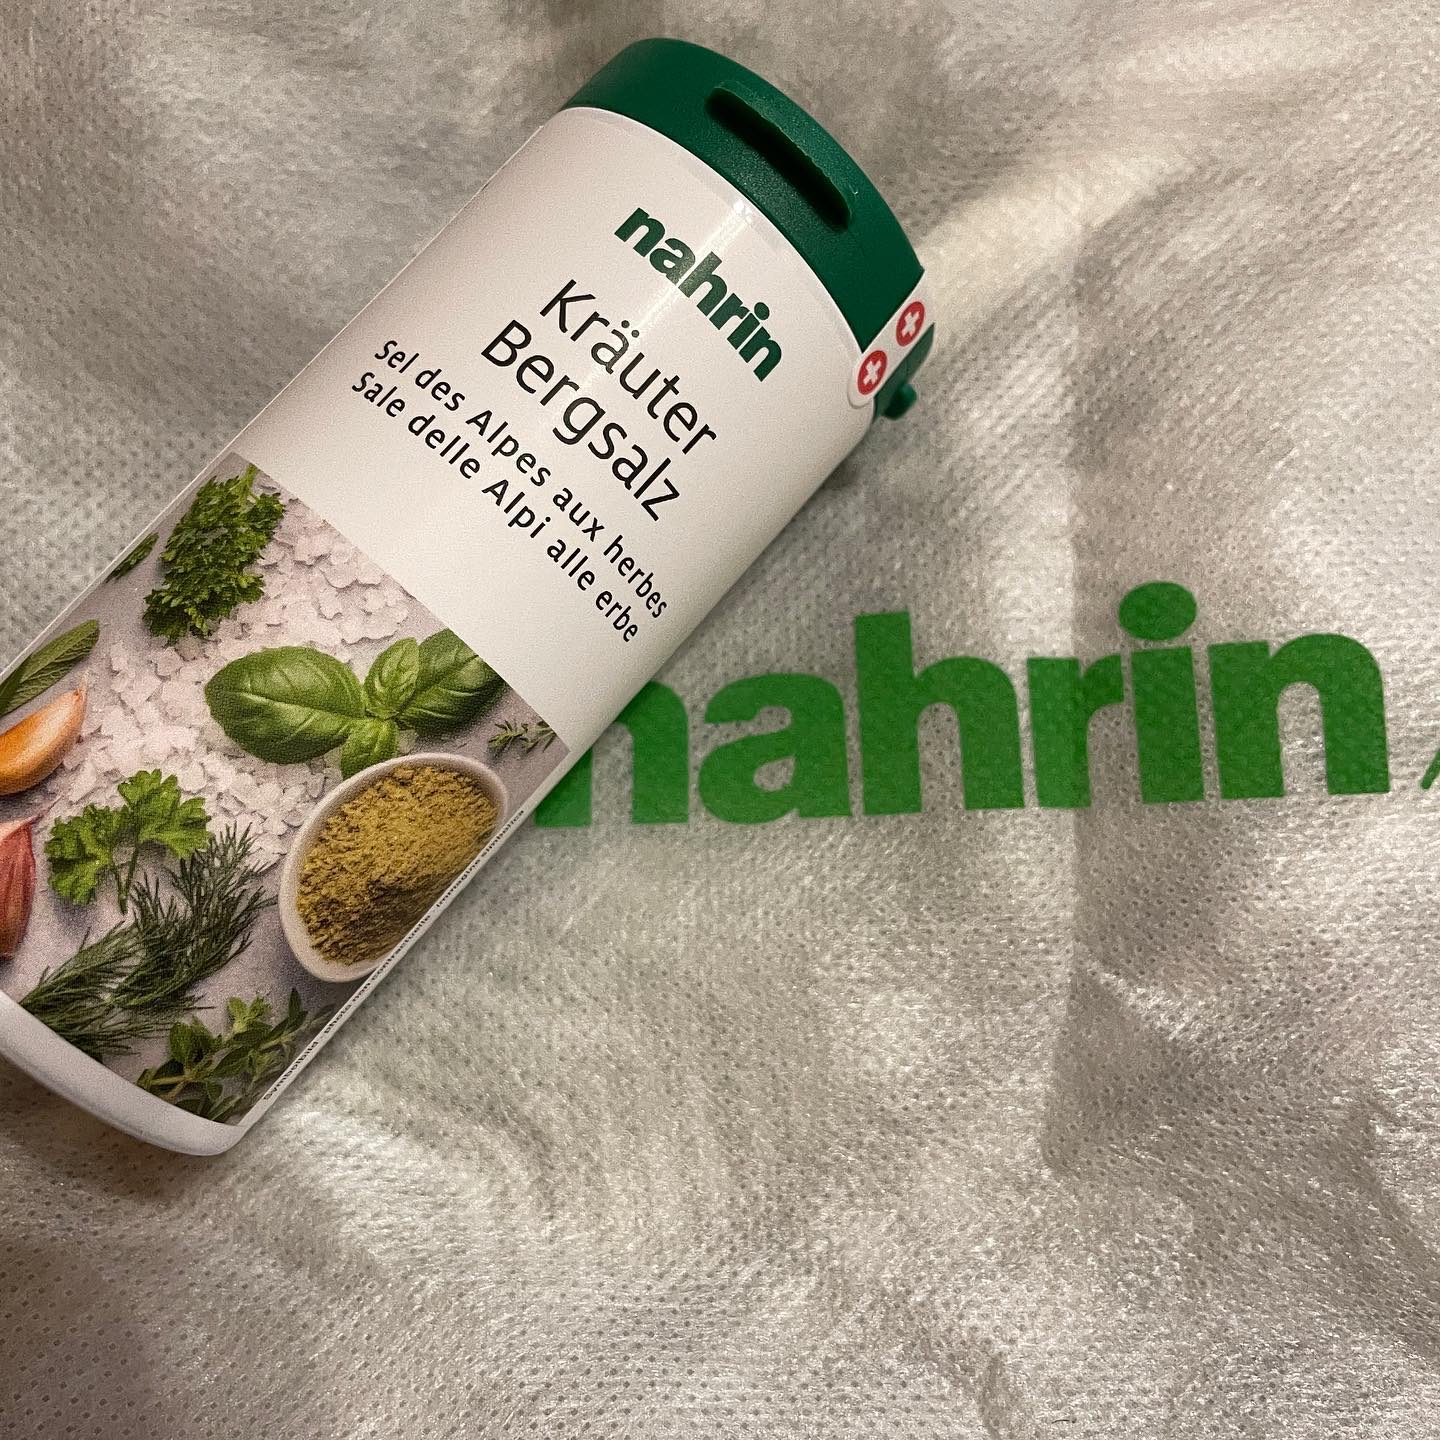 nahrin
Kräuter
Bergsalz
Sel des Alpes aux herbes
Sale delle Alpi alle erbe
nahrin